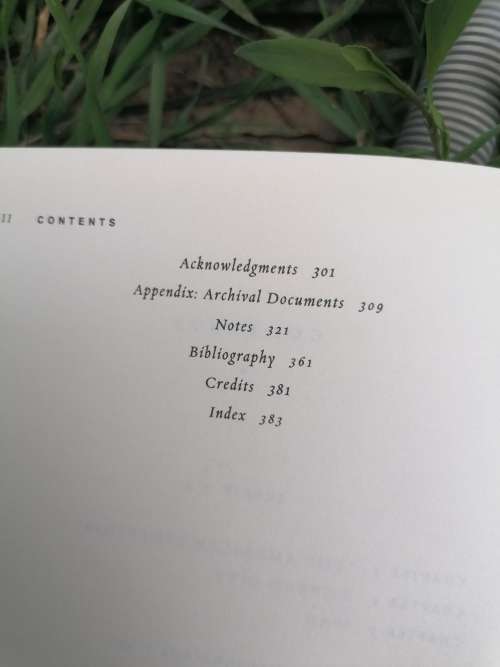 II CONTENTS
Acknowledgments 301
Appendix: Archival Documents 309
Notes 321
Bibliography 361
Credits 381
Index 383